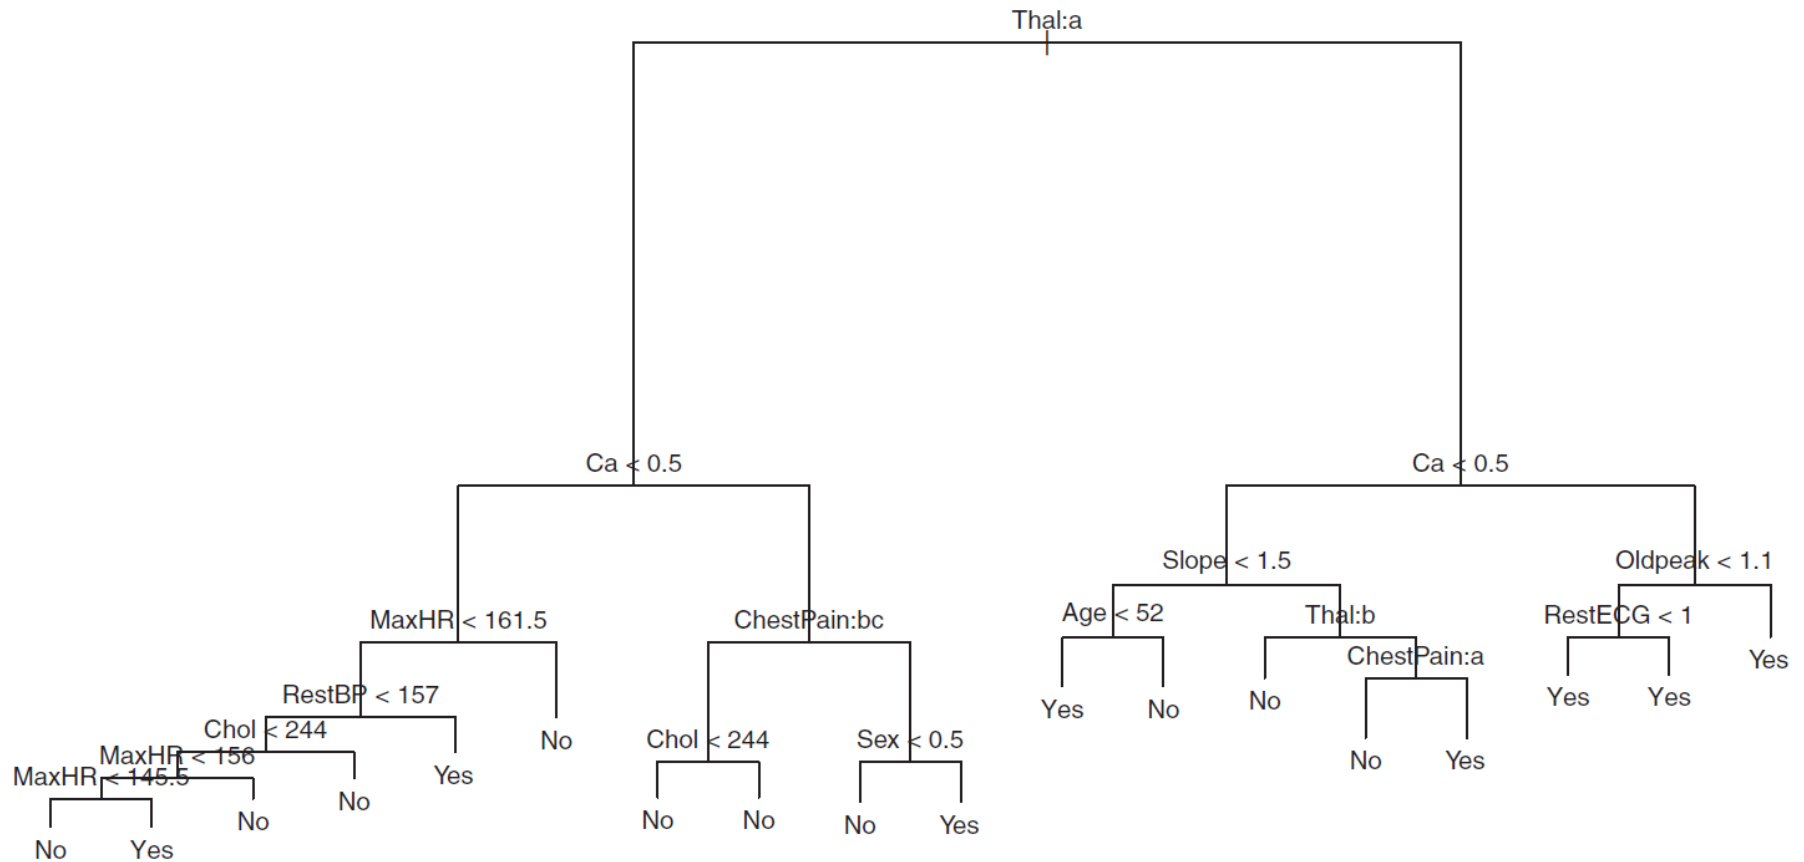 Thal:a
Ca < 0.5
Ca < 0.5
Slope < 1.5
Oldpeak < 1.1
MaxHR < 161.5
ChestPain:bc
Age < 52
Thal:b
RestECG < 1
ChestPain:a
Yes
RestBP < 157
Yes
No
No
Yes
Yes
Chol < 244
No
Chol < 244
Sex < 0.5
No
Yes
MaxHR < 156
MaxHR < 145.5
Yes
No
No
No
No
No
Yes
No
Yes